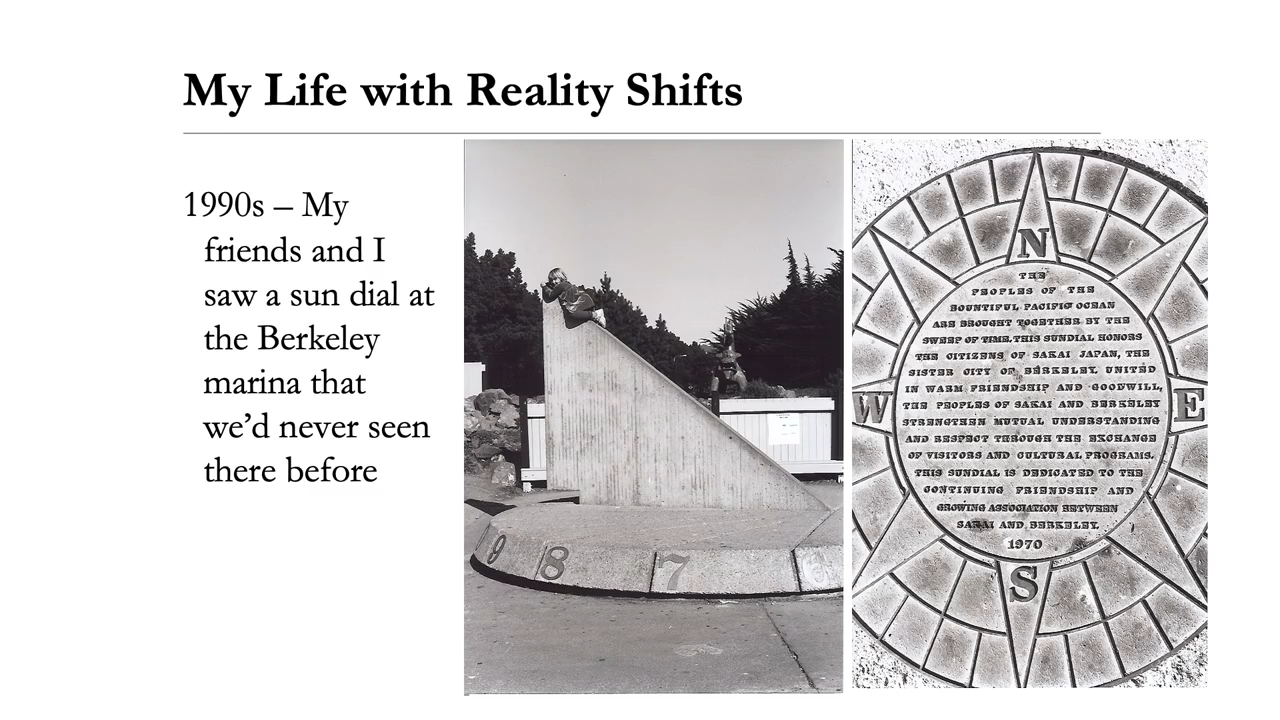 My Life with Reality Shifts
1990s – My
friends and I
saw a sun dial at
the Berkeley
marina that
we’d never seen
there before
9 8 7 6
N
THE
PEOPLES OF THE
BOUNTIFUL PACIFIC OCEAN
ARE BROUGHT TOGETHER BY THE
SWEEP OF TIME. THIS SUNDIAL HONORS
THE CITIZENS OF SAKAI JAPAN, THE
SISTER CITY OF BERKELEY. UNITED
IN WARM FRIENDSHIP AND GOODWILL,
W
E
THE PEOPLES OF SAKAI AND BERKELEY
STRENGTHEN MUTUAL UNDERSTANDING
AND RESPECT THROUGH THE EXCHANGE
OF VISITORS AND CULTURAL PROGRAMS.
THIS SUNDIAL IS DEDICATED TO THE
CONTINUING FRIENDSHIP AND
GROWING ASSOCIATION BETWEEN
SAKAI AND BERKELEY.
1970
S